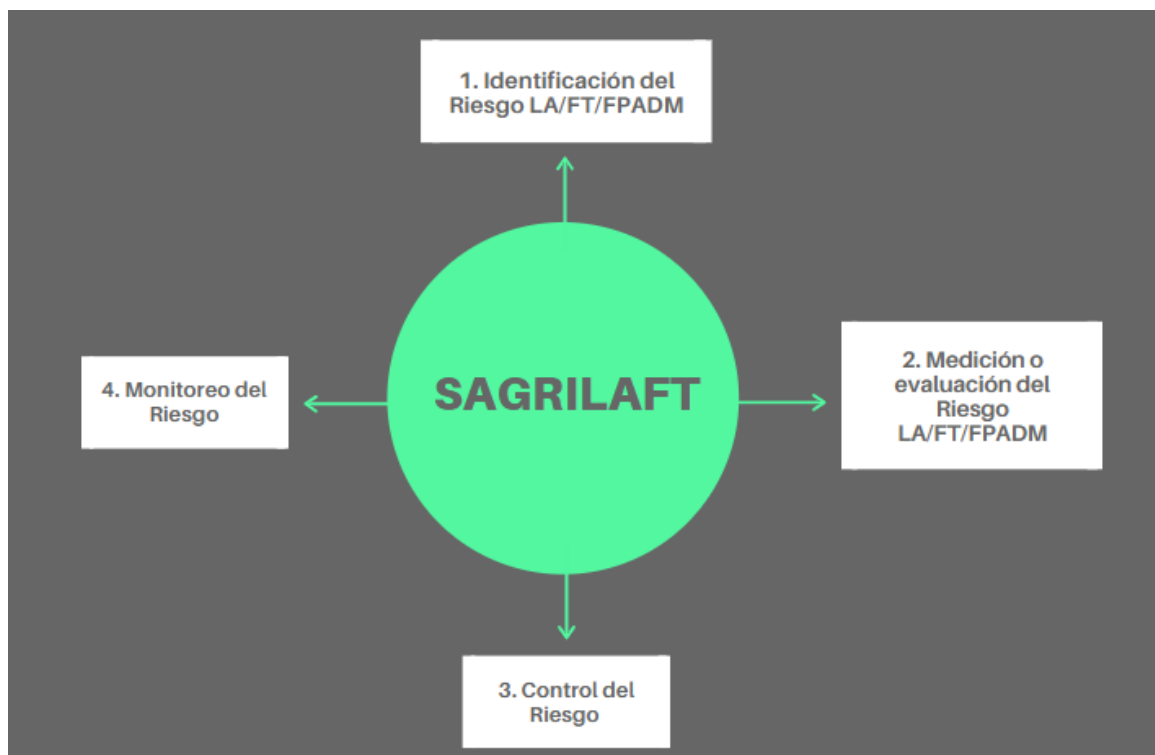 1. Identificación del
Riesgo LA/FT/FPADM
SAGRILAFT
2. Medición o
evaluación del
Riesgo
LA/FT/FPADM
3. Control del
Riesgo
4. Monitoreo del
Riesgo